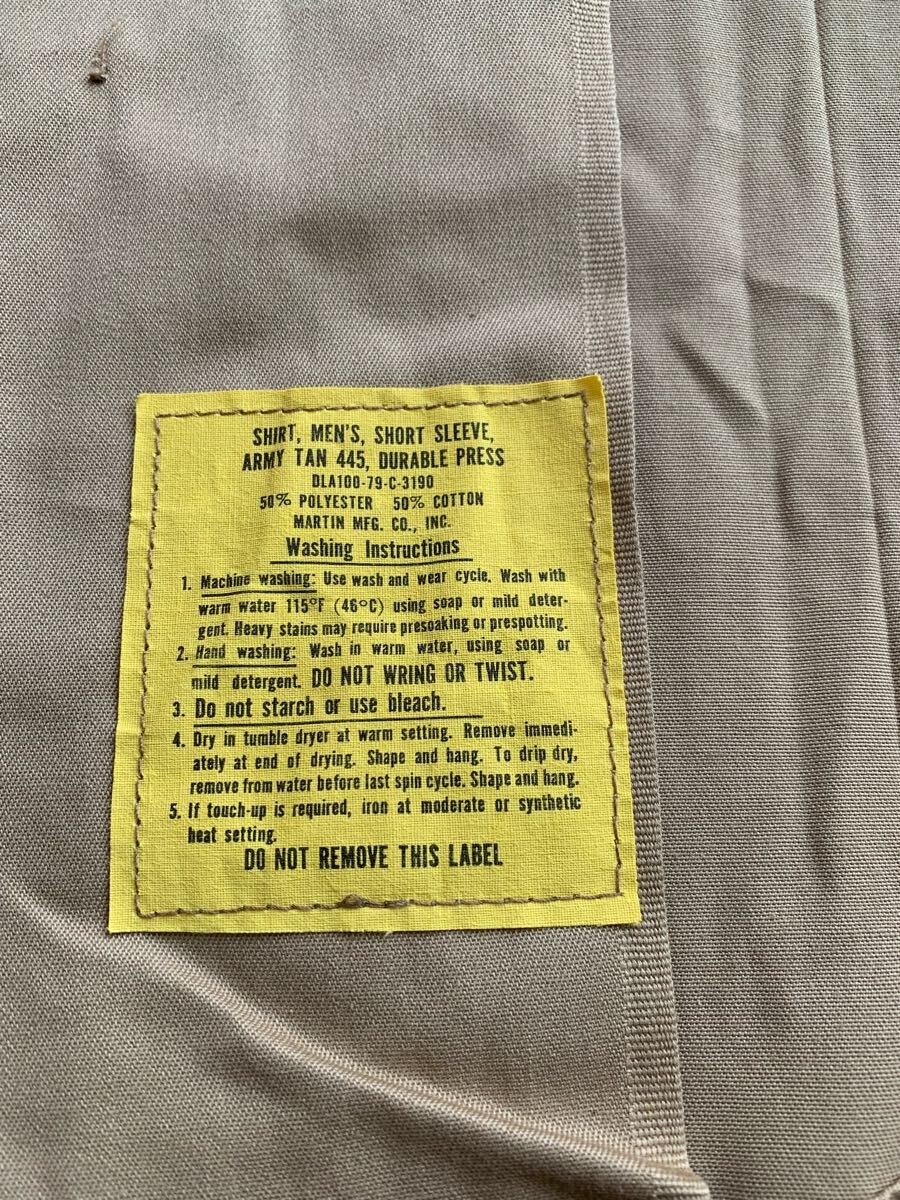 SHIRT, MEN'S, SHORT SLEEVE,
ARMY TAN 445, DURABLE PRESS
DLA100-79-C-3190
50% POLYESTER 50% COTTON
MARTIN MFG. CO., INC.
Washing Instructions
1. Machine washing: Use wash and wear cycle. Wash with
warm water 115°F (46°C) using soap or mild deter-
gent. Heavy stains may require presoaking or prespotting.
2. Hand washing: Wash in warm water, using soap or
mild detergent. DO NOT WRING OR TWIST.
3. Do not starch or use bleach.
4. Dry in tumble dryer at warm setting. Remove immedi-
ately at end of drying. Shape and hang. To drip dry,
remove from water before last spin cycle. Shape and hang.
5. If touch-up is required, iron at moderate or synthetic
heat setting.
DO NOT REMOVE THIS LABEL